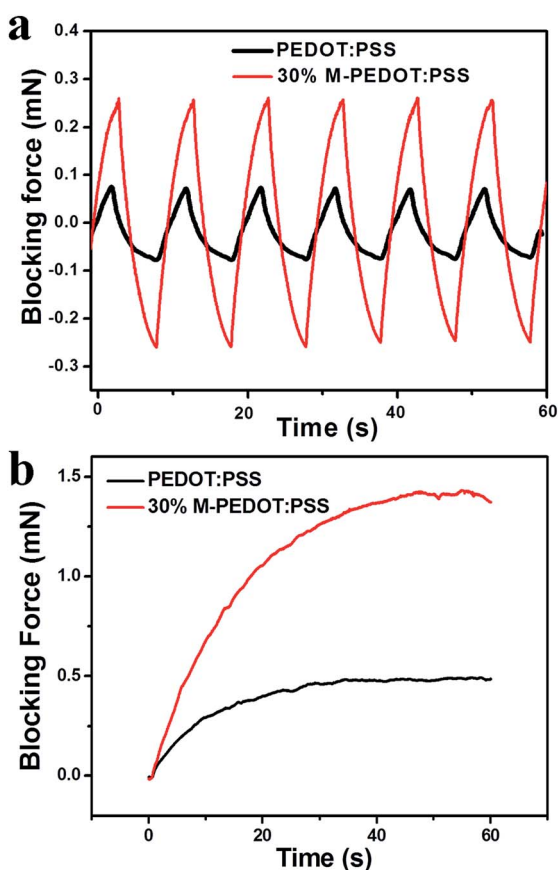 a
PEDOT:PSS
30% M-PEDOT:PSS
Blocking force (mN)
0.4
0.3
0.2
0.1
0.0
-0.1
-0.2
-0.3
0 20 40 60
Time (s)
b
PEDOT:PSS
30% M-PEDOT:PSS
Blocking Force (mN)
1.5
1.0
0.5
0.0
0 20 40 60
Time (s)